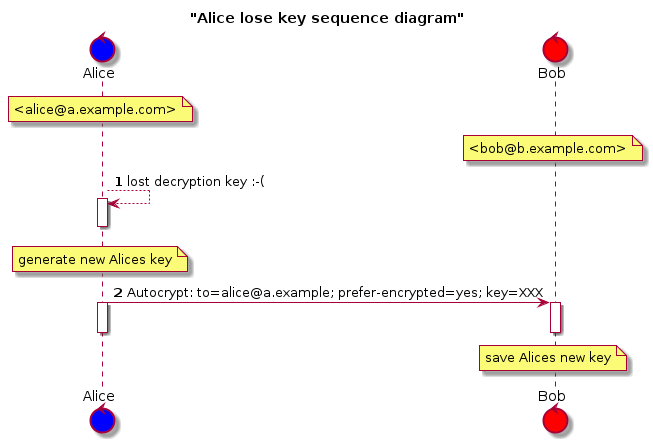 "Alice lose key sequence diagram"
Alice
Bob
<alice@a.example.com>
<bob@b.example.com>
1 lost decryption key :-(
generate new Alices key
2 Autocrypt: to=alice@a.example; prefer-encrypted=yes; key=XXX
save Alices new key
Alice
Bob